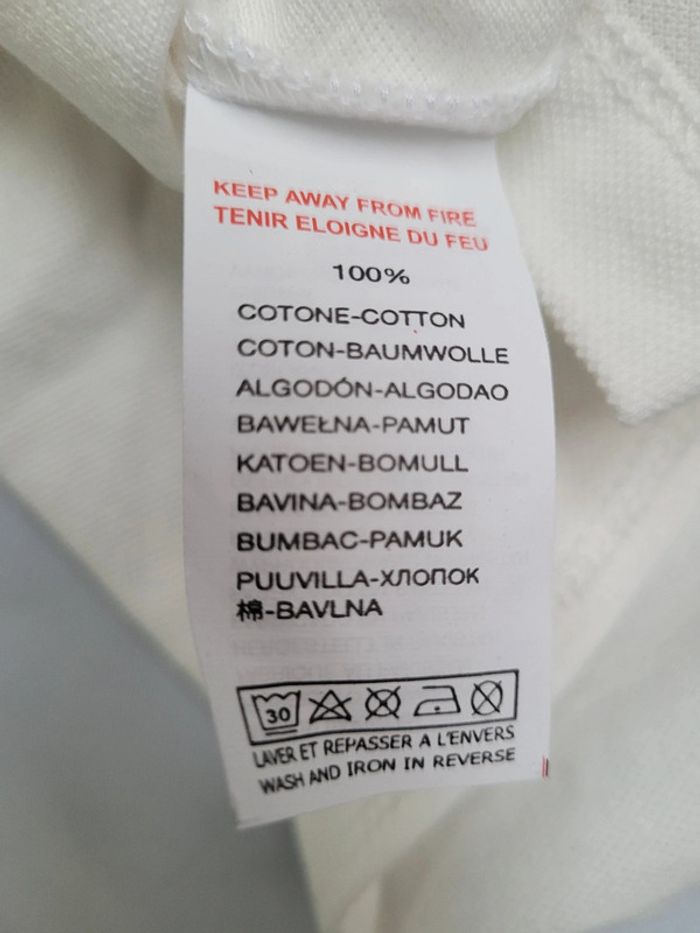 KEEP AWAY FROM FIRE
TENIR ELOIGNE DU FEU
100%
COTONE-COTTON
COTON-BAUMWOLLE
ALGODÓN-ALGODAO
BAWEŁNA-PAMUT
KATOEN-BOMULL
BAVINA-BOMBAZ
BUMBAC-PAMUK
PUUVILLA-ХЛОПОК
棉-BAVLNA
30
LAVER ET REPASSER A L'ENVERS
WASH AND IRON IN REVERSE